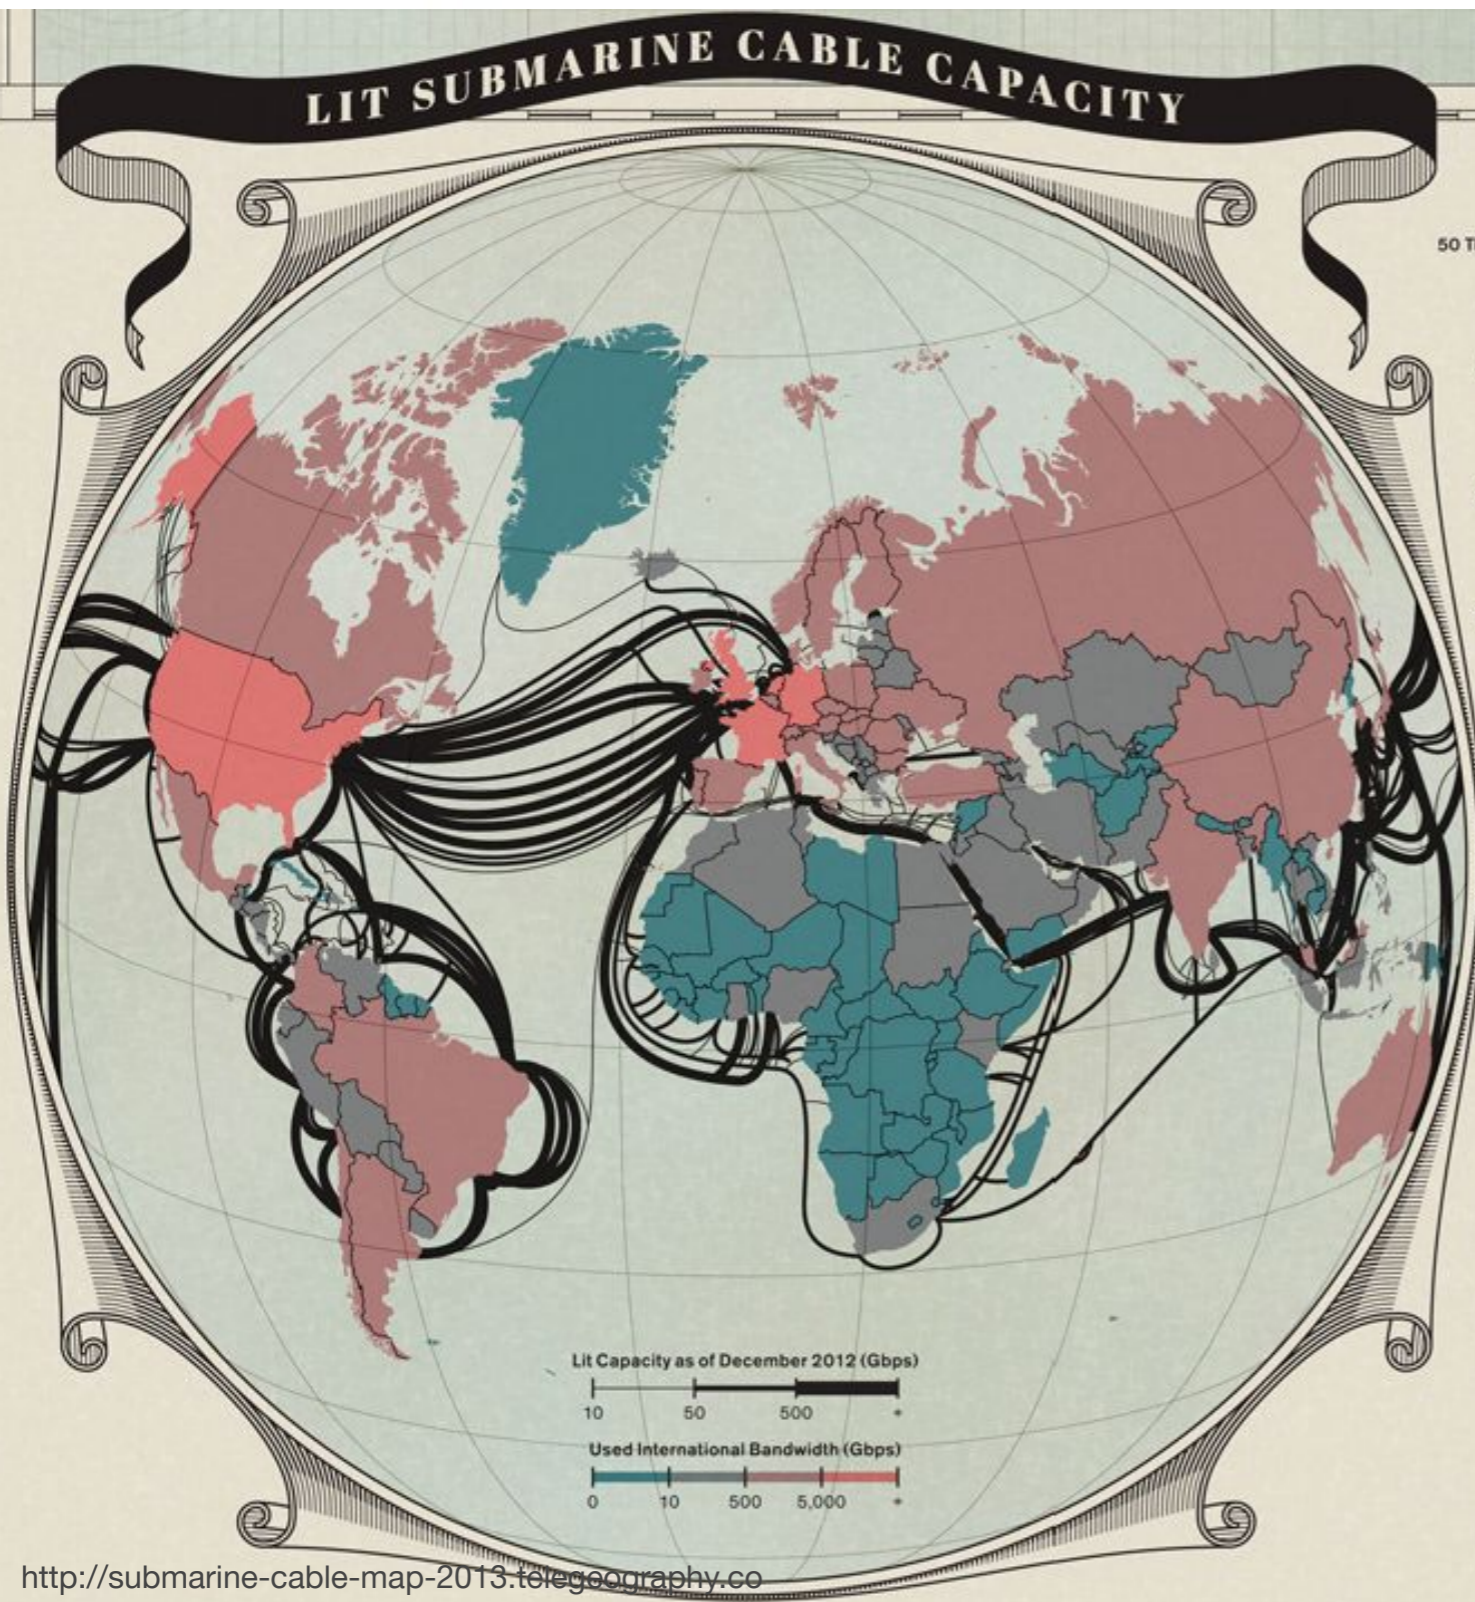 LIT SUBMARINE CABLE CAPACITY
50 T
Lit Capacity as of December 2012 (Gbps)
10 50 500 +
Used International Bandwidth (Gbps)
0 10 500 5,000 +
http://submarine-cable-map-2013.telegeography.co